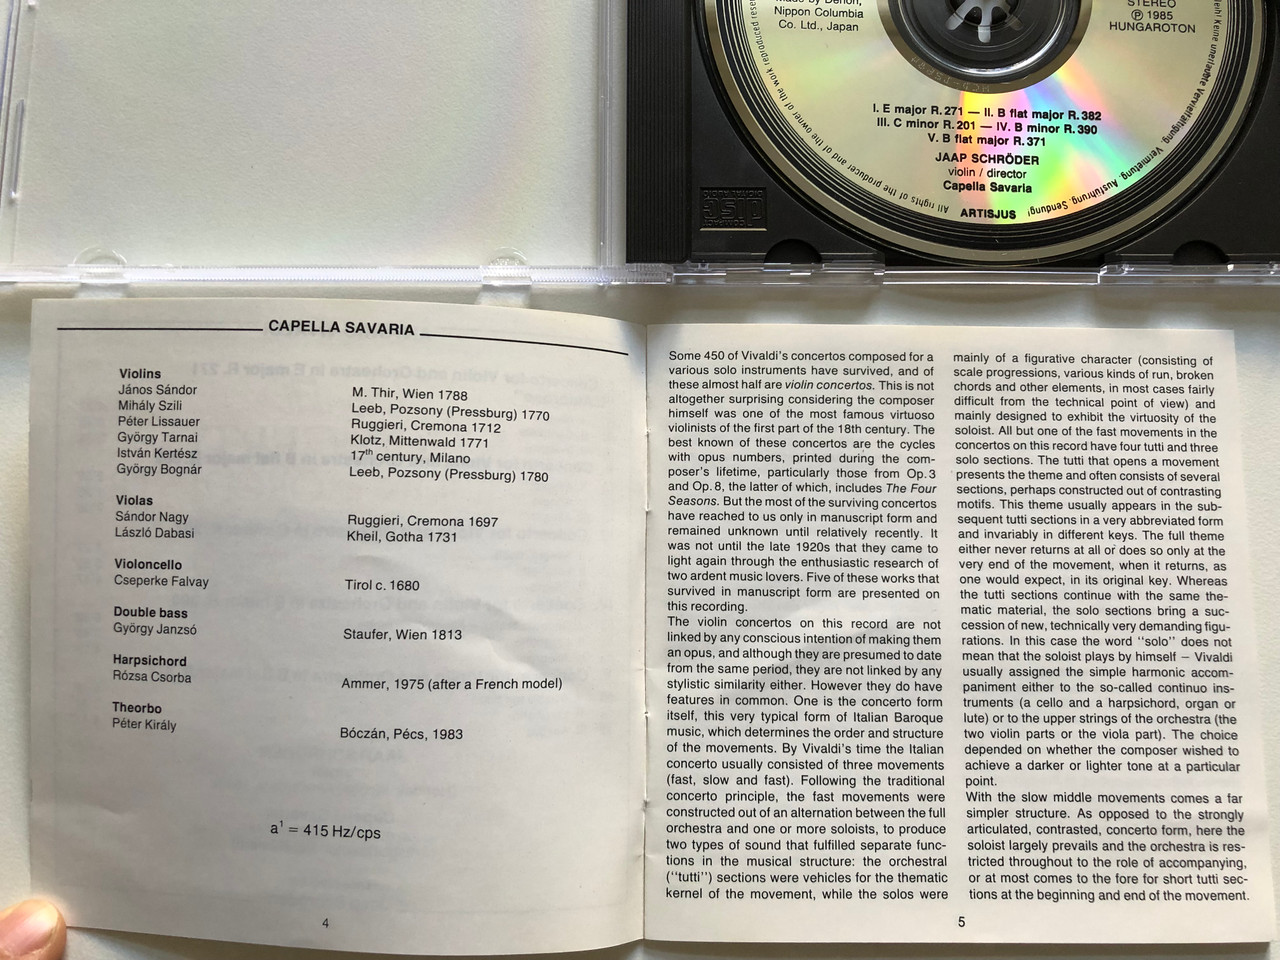 Nippon Columbia
Co. Ltd., Japan
STEREO
℗ 1985
HUNGAROTON
I. E major R.271 — II. B flat major R.382
III. C minor R.201 — IV. B minor R.390
V. B flat major R.371
JAAP SCHRÖDER
violin / director
Capella Savaria
ARTISJUS
All rights of the producer and of the owner of the work reproduced
Keine unerlaubte Vervielfältigung, Vermietung, Aufführung, Sendung!
CAPELLA SAVARIA
Violins
János Sándor M. Thir, Wien 1788
Mihály Szili Leeb, Pozsony (Pressburg) 1770
Péter Lissauer Ruggieri, Cremona 1712
György Tarnai Klotz, Mittenwald 1771
István Kertész 17th century, Milano
György Bognár Leeb, Pozsony (Pressburg) 1780
Violas
Sándor Nagy Ruggieri, Cremona 1697
László Dabasi Kheil, Gotha 1731
Violoncello
Cseperke Falvay Tirol c. 1680
Double bass
György Janzsó Staufer, Wien 1813
Harpsichord
Rózsa Csorba Ammer, 1975 (after a French model)
Theorbo
Péter Király Bóczán, Pécs, 1983
a¹ = 415 Hz/cps
4
Some 450 of Vivaldi's concertos composed for a
various solo instruments have survived, and of
these almost half are violin concertos. This is not
altogether surprising considering the composer
himself was one of the most famous virtuoso
violinists of the first part of the 18th century. The
best known of these concertos are the cycles
with opus numbers, printed during the com-
poser's lifetime, particularly those from Op. 3
and Op. 8, the latter of which, includes The Four
Seasons. But the most of the surviving concertos
have reached to us only in manuscript form and
remained unknown until relatively recently. It
was not until the late 1920s that they came to
light again through the enthusiastic research of
two ardent music lovers. Five of these works that
survived in manuscript form are presented on
this recording.
The violin concertos on this record are not
linked by any conscious intention of making them
an opus, and although they are presumed to date
from the same period, they are not linked by any
stylistic similarity either. However they do have
features in common. One is the concerto form
itself, this very typical form of Italian Baroque
music, which determines the order and structure
of the movements. By Vivaldi's time the Italian
concerto usually consisted of three movements
(fast, slow and fast). Following the traditional
concerto principle, the fast movements were
constructed out of an alternation between the full
orchestra and one or more soloists, to produce
two types of sound that fulfilled separate func-
tions in the musical structure: the orchestral
("tutti") sections were vehicles for the thematic
kernel of the movement, while the solos were
mainly of a figurative character (consisting of
scale progressions, various kinds of run, broken
chords and other elements, in most cases fairly
difficult from the technical point of view) and
mainly designed to exhibit the virtuosity of the
soloist. All but one of the fast movements in the
concertos on this record have four tutti and three
solo sections. The tutti that opens a movement
presents the theme and often consists of several
sections, perhaps constructed out of contrasting
motifs. This theme usually appears in the sub-
sequent tutti sections in a very abbreviated form
and invariably in different keys. The full theme
either never returns at all or does so only at the
very end of the movement, when it returns, as
one would expect, in its original key. Whereas
the tutti sections continue with the same the-
matic material, the solo sections bring a suc-
cession of new, technically very demanding figu-
rations. In this case the word "solo" does not
mean that the soloist plays by himself – Vivaldi
usually assigned the simple harmonic accom-
paniment either to the so-called continuo ins-
truments (a cello and a harpsichord, organ or
lute) or to the upper strings of the orchestra (the
two violin parts or the viola part). The choice
depended on whether the composer wished to
achieve a darker or lighter tone at a particular
point.
With the slow middle movements comes a far
simpler structure. As opposed to the strongly
articulated, contrasted, concerto form, here the
soloist largely prevails and the orchestra is res-
tricted throughout to the role of accompanying,
or at most comes to the fore for short tutti sec-
tions at the beginning and end of the movement.
5